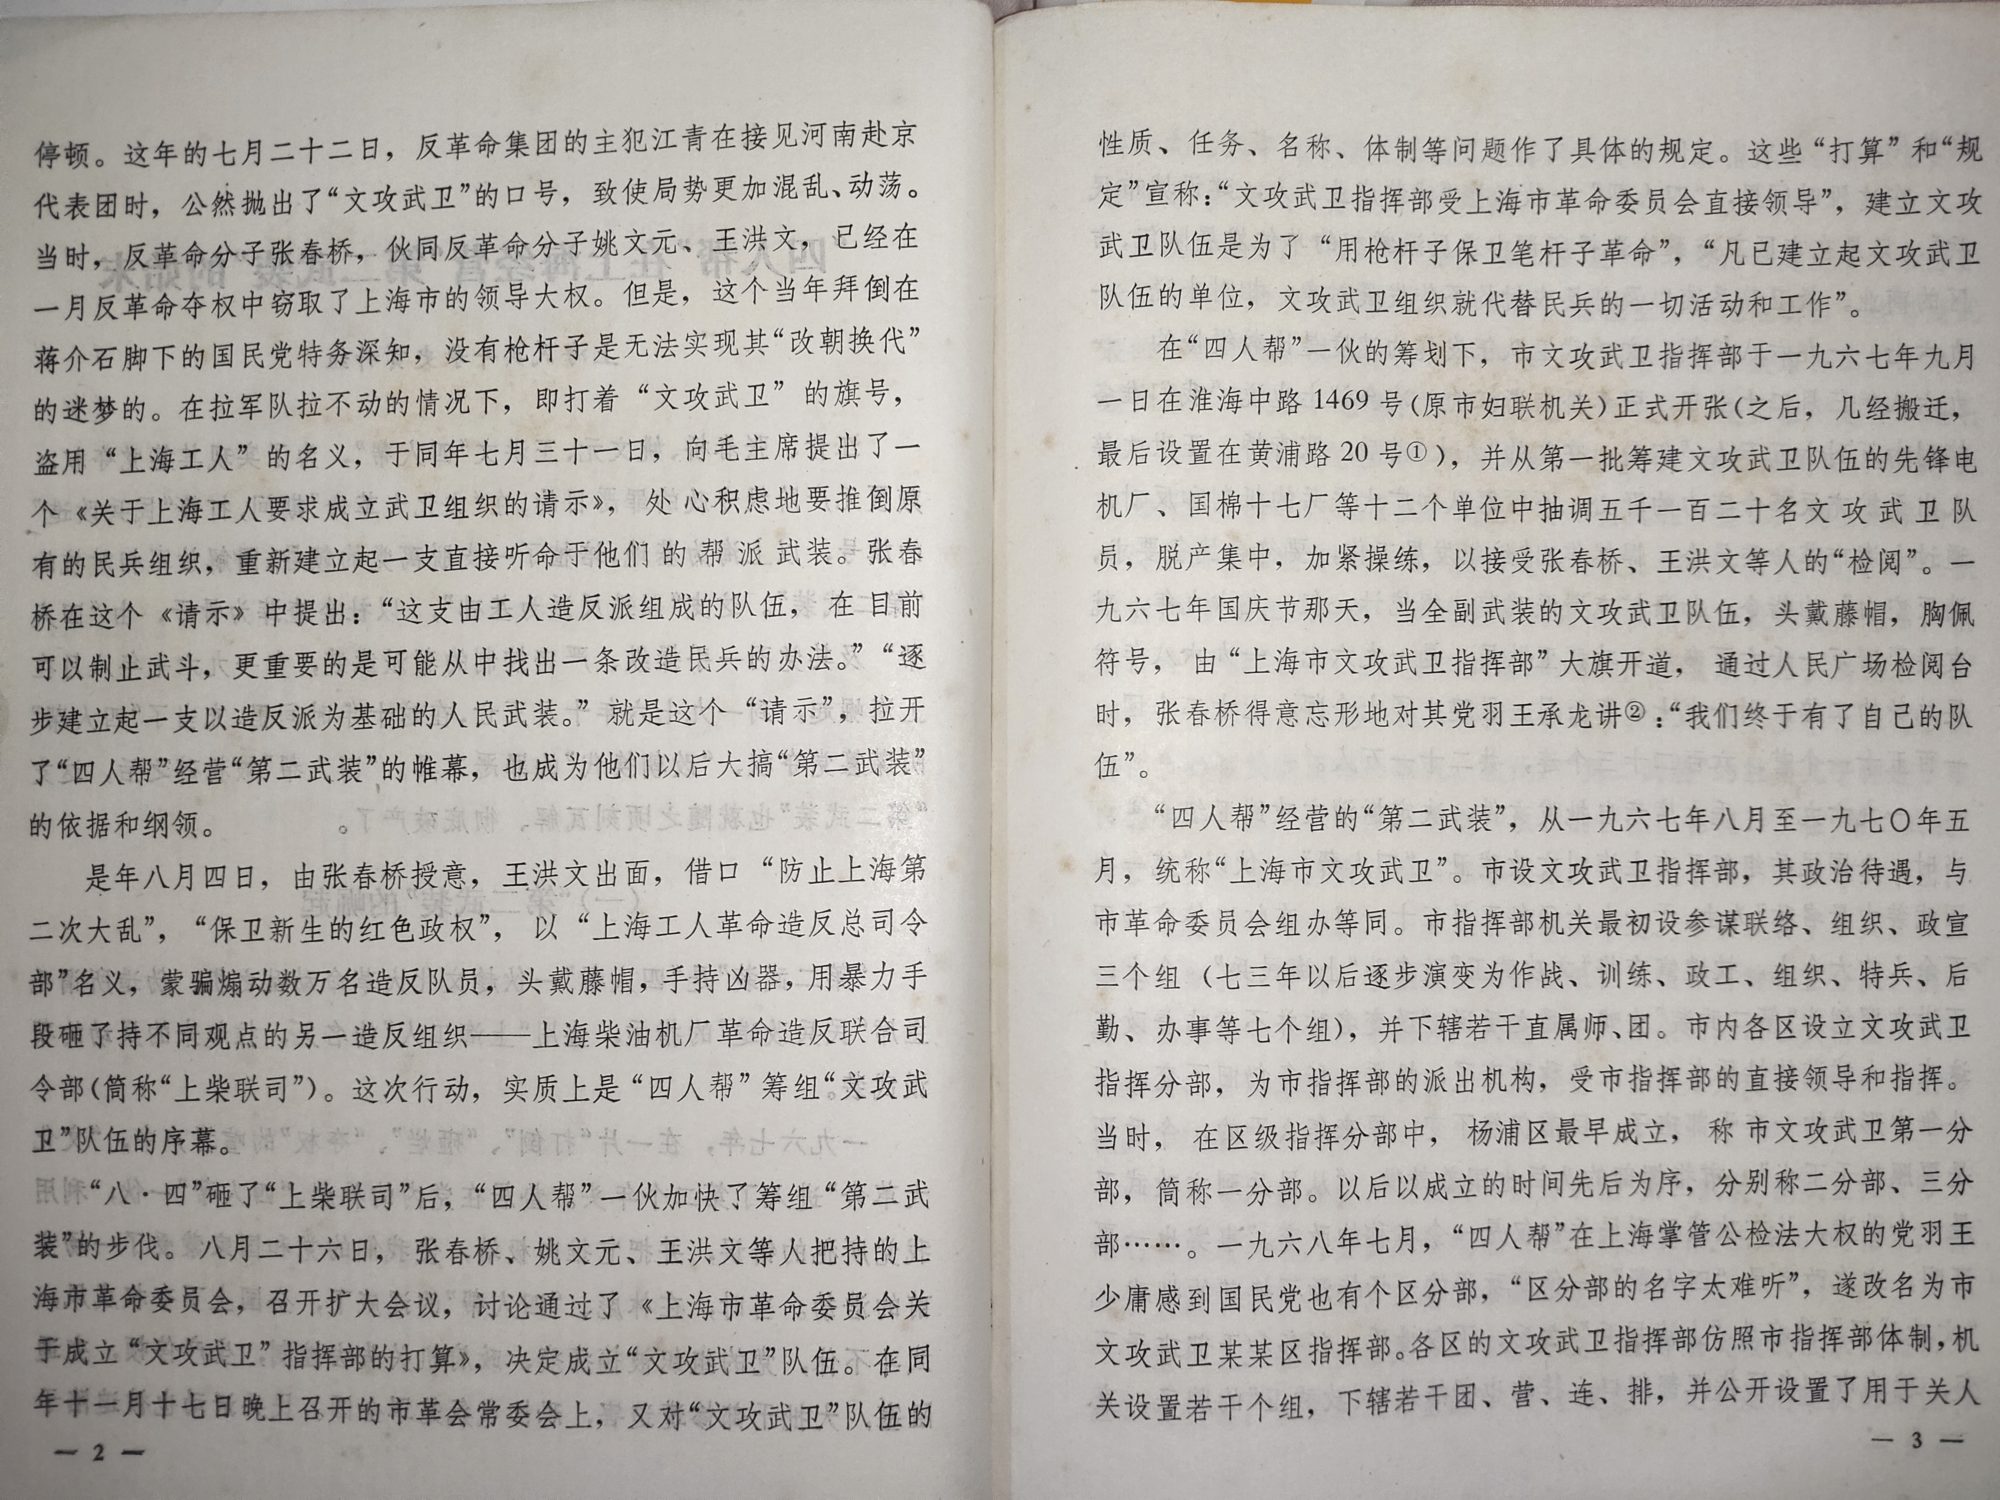 停顿。这年的七月二十二日，反革命集团的主犯江青在接见河南赴京
代表团时，公然抛出了“文攻武卫”的口号，致使局势更加混乱、动荡。
当时，反革命分子张春桥，伙同反革命分子姚文元、王洪文，已经在
一月反革命夺权中窃取了上海市的领导大权。但是，这个当年拜倒在
蒋介石脚下的国民党特务深知，没有枪杆子是无法实现其“改朝换代”
的迷梦的。在拉军队拉不动的情况下，即打着“文攻武卫”的旗号，
盗用“上海工人”的名义，于同年七月三十一日，向毛主席提出了一
个《关于上海工人要求成立武卫组织的请示》，处心积虑地要推倒原
有的民兵组织，重新建立起一支直接听命于他们的帮派武装。张春
桥在这个《请示》中提出：“这支由工人造反派组成的队伍，在目前
可以制止武斗，更重要的是可能从中找出一条改造民兵的办法。”“逐
步建立起一支以造反派为基础的人民武装。”就是这个“请示”，拉开
了“四人帮”经营“第二武装”的帷幕，也成为他们以后大搞“第二武装”
的依据和纲领。
是年八月四日，由张春桥授意，王洪文出面，借口“防止上海第
二次大乱”，“保卫新生的红色政权”，以“上海工人革命造反总司令
部”名义，蒙骗煽动数万名造反队员，头戴藤帽，手持凶器，用暴力手
段砸了持不同观点的另一造反组织——上海柴油机厂革命造反联合司
令部（简称“上柴联司”）。这次行动，实质上是“四人帮”筹组“文攻武
卫”队伍的序幕。
“八·四”砸了“上柴联司”后，“四人帮”一伙加快了筹组“第二武
装”的步伐。八月二十六日，张春桥、姚文元、王洪文等人把持的上
海市革命委员会，召开扩大会议，讨论通过了《上海市革命委员会关
于成立“文攻武卫”指挥部的打算》，决定成立“文攻武卫”队伍。在同
年十一月十七日晚上召开的市革会常委会上，又对“文攻武卫”队伍的
— 2 —
性质、任务、名称、体制等问题作了具体的规定。这些“打算”和“规
定”宣称：“文攻武卫指挥部受上海市革命委员会直接领导”，建立文攻
武卫队伍是为了“用枪杆子保卫笔杆子革命”，“凡已建立起文攻武卫
队伍的单位，文攻武卫组织就代替民兵的一切活动和工作”。
在“四人帮”一伙的筹划下，市文攻武卫指挥部于一九六七年九月
一日在淮海中路1469号（原市妇联机关）正式开张（之后，几经搬迁，
最后设置在黄浦路20号①），并从第一批筹建文攻武卫队伍的先锋电
机厂、国棉十七厂等十二个单位中抽调五千一百二十名文攻武卫队
员，脱产集中，加紧操练，以接受张春桥、王洪文等人的“检阅”。一
九六七年国庆节那天，当全副武装的文攻武卫队伍，头戴藤帽，胸佩
符号，由“上海市文攻武卫指挥部”大旗开道，通过人民广场检阅台
时，张春桥得意忘形地对其党羽王承龙讲②：“我们终于有了自己的队
伍”。
“四人帮”经营的“第二武装”，从一九六七年八月至一九七〇年五
月，统称“上海市文攻武卫”。市设文攻武卫指挥部，其政治待遇，与
市革命委员会组办等同。市指挥部机关最初设参谋联络、组织、政宣
三个组（七三年以后逐步演变为作战、训练、政工、组织、特兵、后
勤、办事等七个组），并下辖若干直属师、团。市内各区设立文攻武卫
指挥分部，为市指挥部的派出机构，受市指挥部的直接领导和指挥。
当时，在区级指挥分部中，杨浦区最早成立，称市文攻武卫第一分
部，简称一分部。以后以成立的时间先后为序，分别称二分部、三分
部……。一九六八年七月，“四人帮”在上海掌管公检法大权的党羽王
少庸感到国民党也有个区分部，“区分部的名字太难听”，遂改名为市
文攻武卫某某区指挥部。各区的文攻武卫指挥部仿照市指挥部体制，机
关设置若干个组，下辖若干团、营、连、排，并公开设置了用于关人
— 3 —